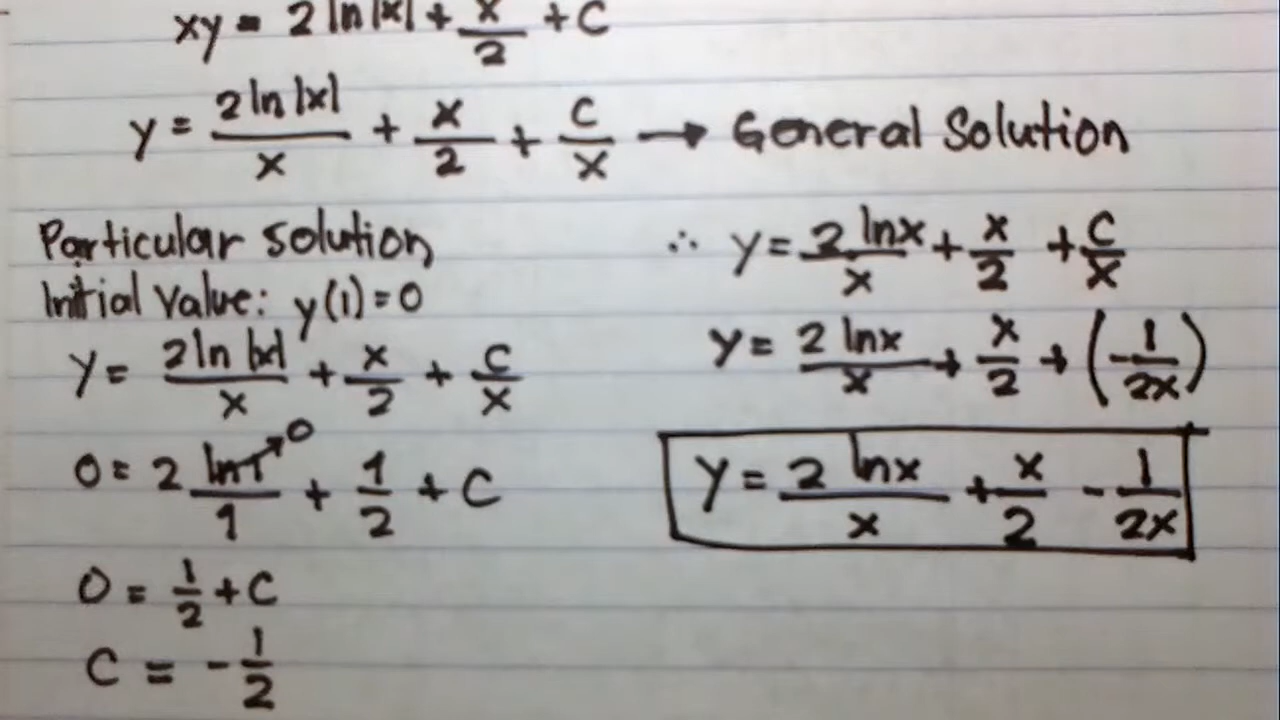 xy = 2 ln|x| + x/2 + C
y = 2 ln|x|/x + x/2 + C/x → General Solution
Particular Solution
Initial Value: y(1) = 0
y = 2 ln|x|/x + x/2 + C/x
0 = 2 ln1/1 → 0 + 1/2 + C
0 = 1/2 + C
C = -1/2
∴ y = 2 lnx/x + x/2 + C/x
y = 2 lnx/x + x/2 + (-1/2x)
y = 2 lnx/x + x/2 - 1/2x